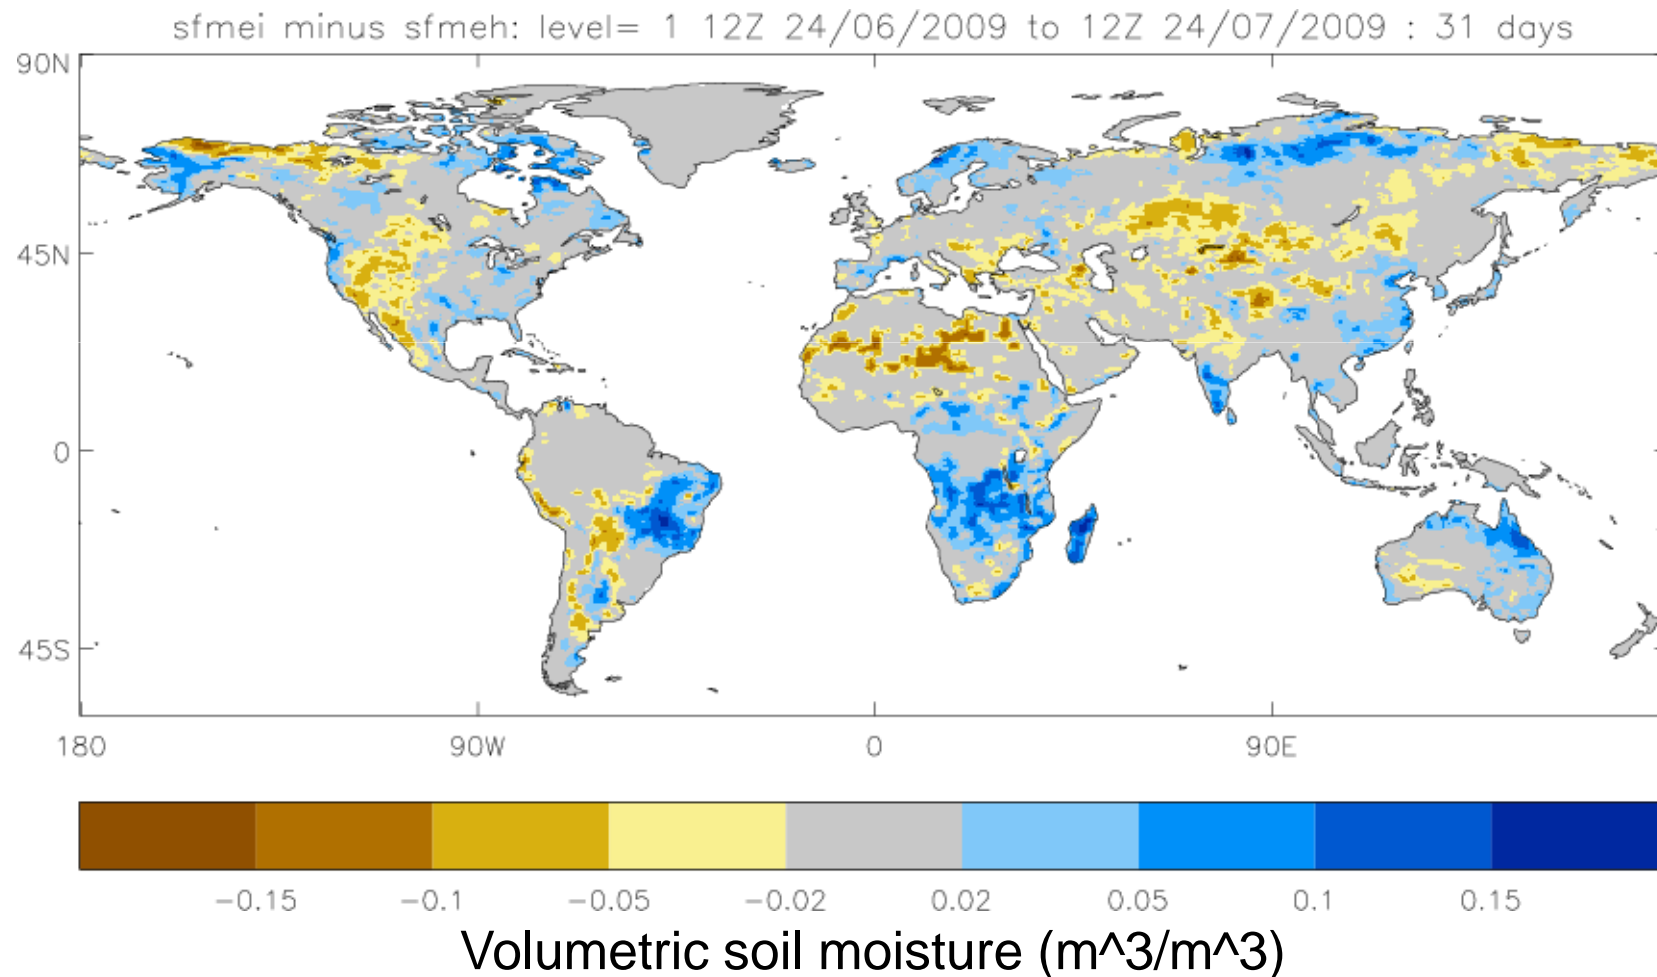 sfmei minus sfmeh: level= 1 12Z 24/06/2009 to 12Z 24/07/2009 : 31 days
90N
45N
0
45S
180 90W 0 90E
−0.15 −0.1 −0.05 −0.02 0.02 0.05 0.1 0.15
Volumetric soil moisture (m^3/m^3)